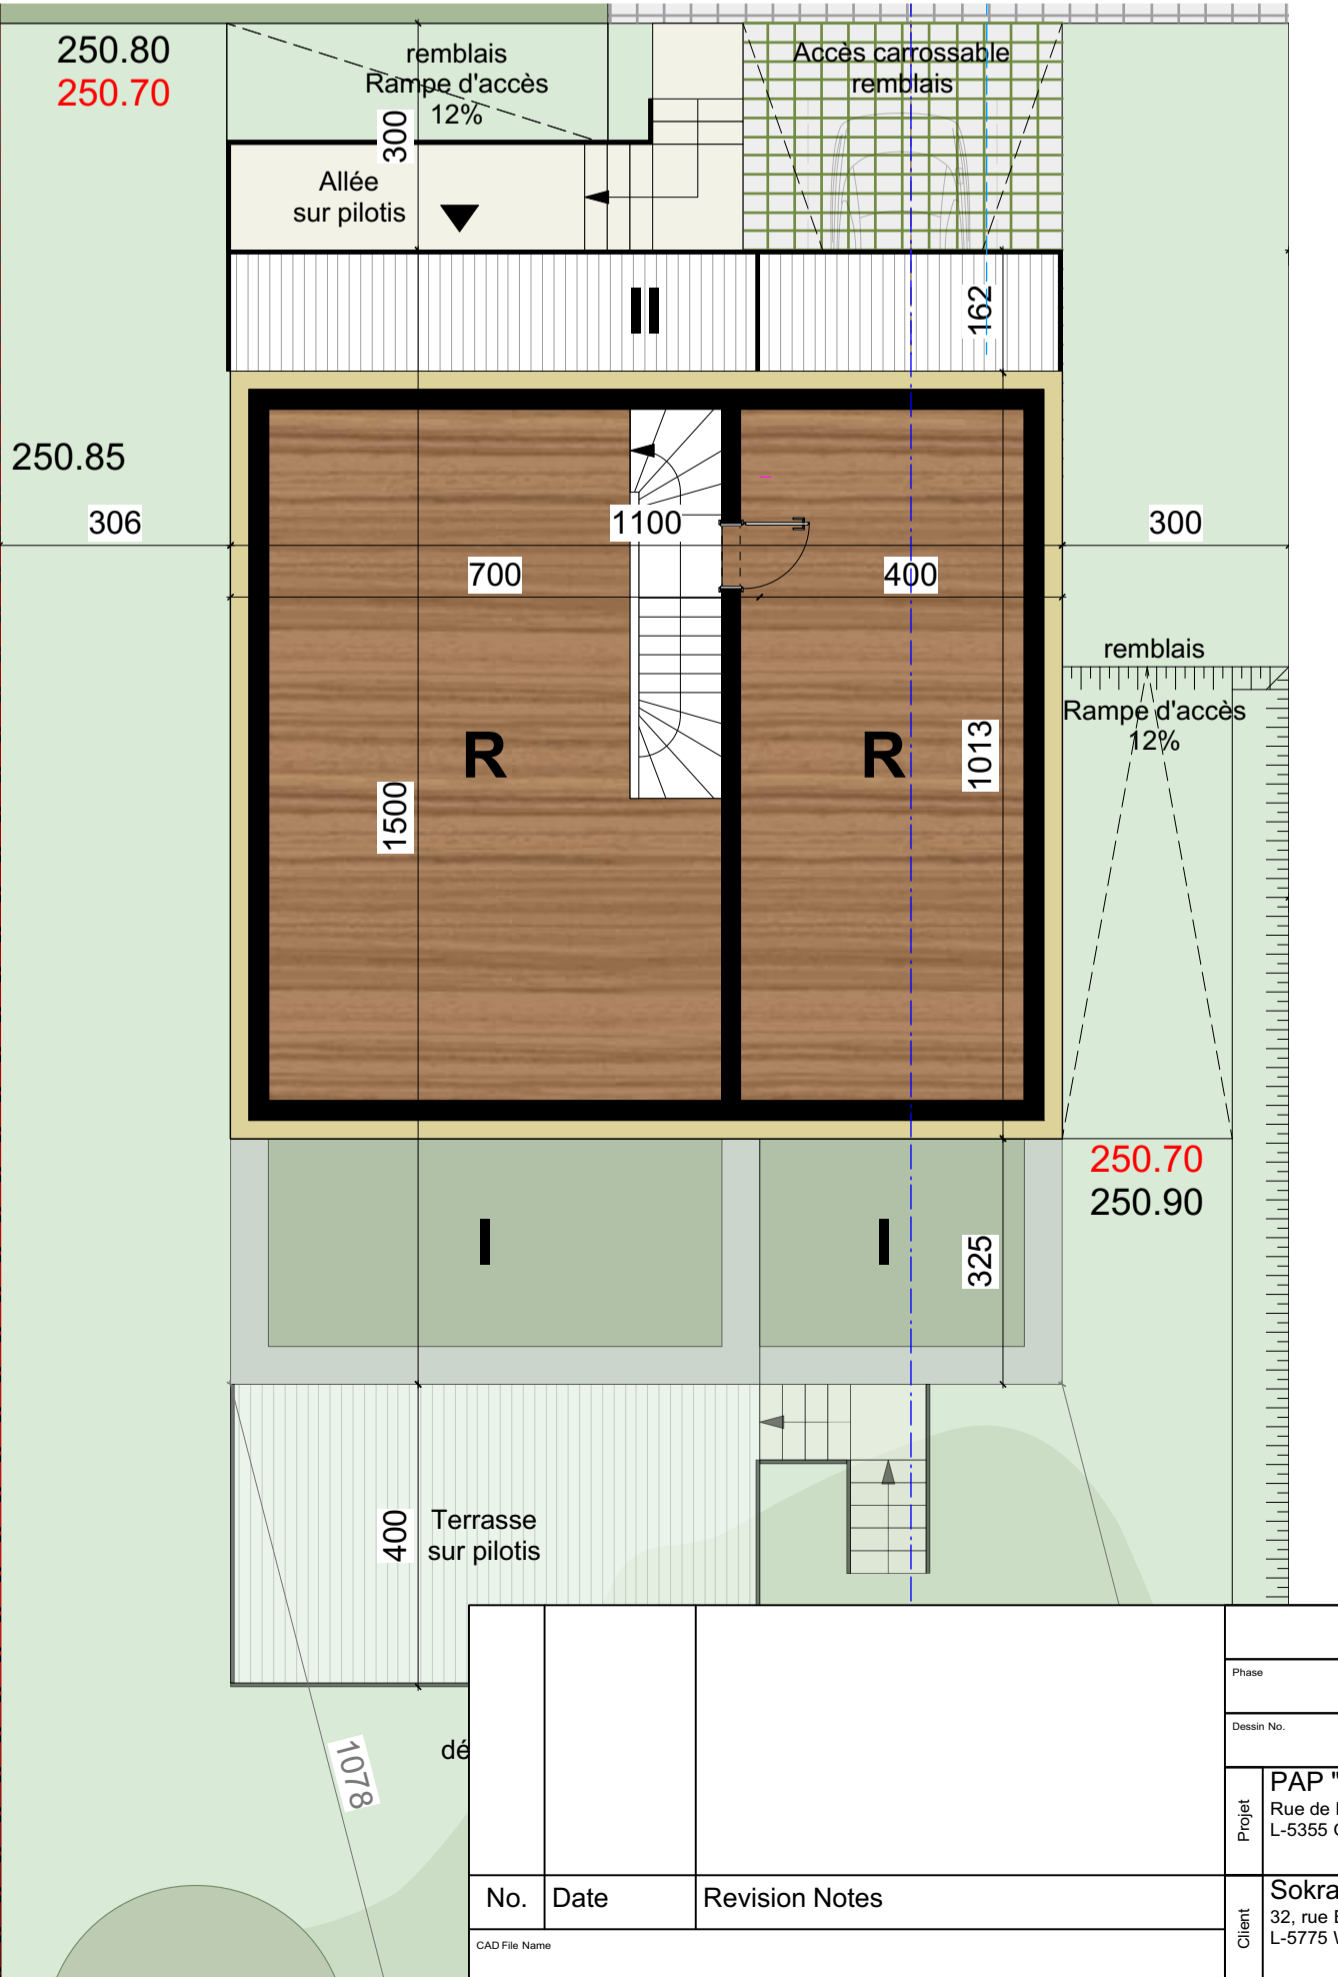 250.80
250.70
remblais
Rampe d'accès
12%
Accès carrossable
remblais
300
Allée
sur pilotis
II
162
250.85
306
1100
300
700
400
remblais
Rampe d'accès
12%
R
R
1013
1500
250.70
250.90
I
I
325
400
Terrasse
sur pilotis
1078
Phase
Dessin No.
Projet
PAP "
Rue de
L-5355
No.
Date
Revision Notes
Client
32, rue
L-5775
CAD File Name